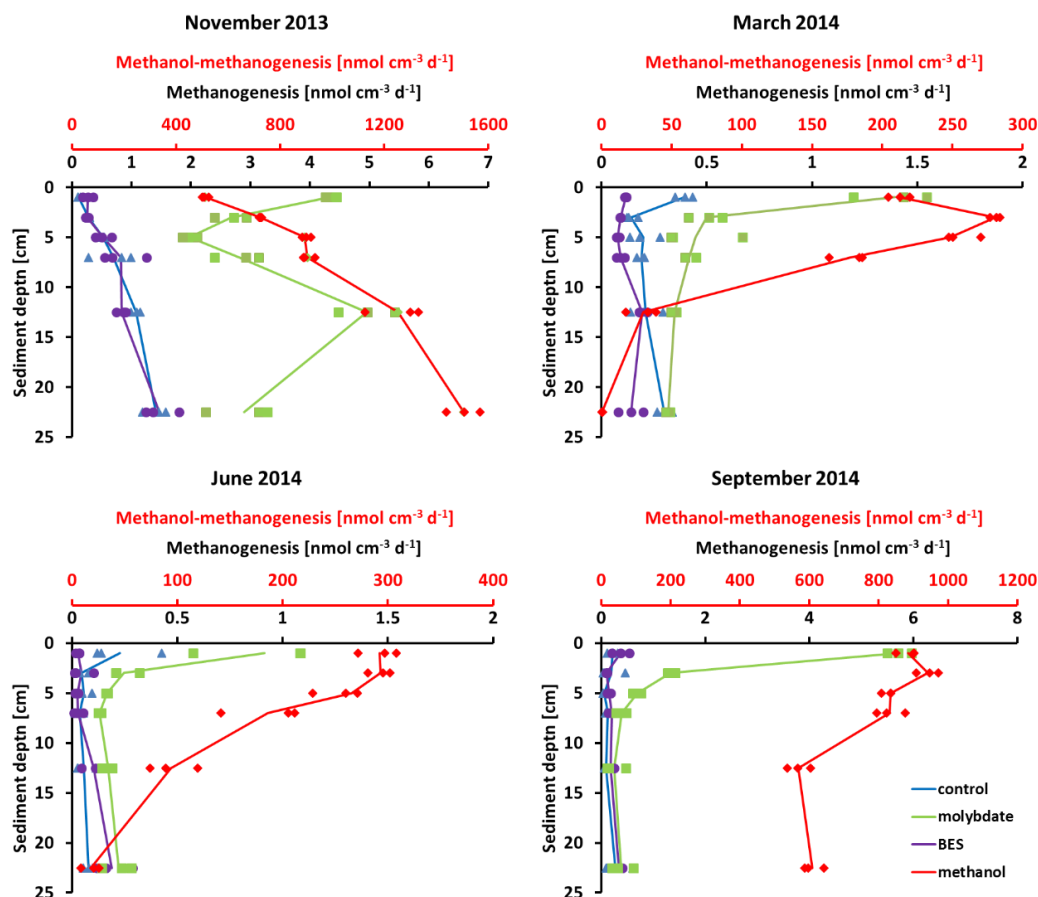 November 2013
Methanol-methanogenesis [nmol cm-3 d-1]
Methanogenesis [nmol cm-3 d-1]
0 400 800 1200 1600
0 1 2 3 4 5 6 7
0
5
10
15
20
25
Sediment deptn [cm]
March 2014
Methanol-methanogenesis [nmol cm-3 d-1]
Methanogenesis [nmol cm-3 d-1]
0 50 100 150 200 250 300
0 0.5 1 1.5 2
0
5
10
15
20
25
Sediment deptn [cm]
June 2014
Methanol-methanogenesis [nmol cm-3 d-1]
Methanogenesis [nmol cm-3 d-1]
0 100 200 300 400
0 0.5 1 1.5 2
0
5
10
15
20
25
Sediment deptn [cm]
September 2014
Methanol-methanogenesis [nmol cm-3 d-1]
Methanogenesis [nmol cm-3 d-1]
0 200 400 600 800 1000 1200
0 2 4 6 8
0
5
10
15
20
25
Sediment deptn [cm]
control
molybdate
BES
methanol